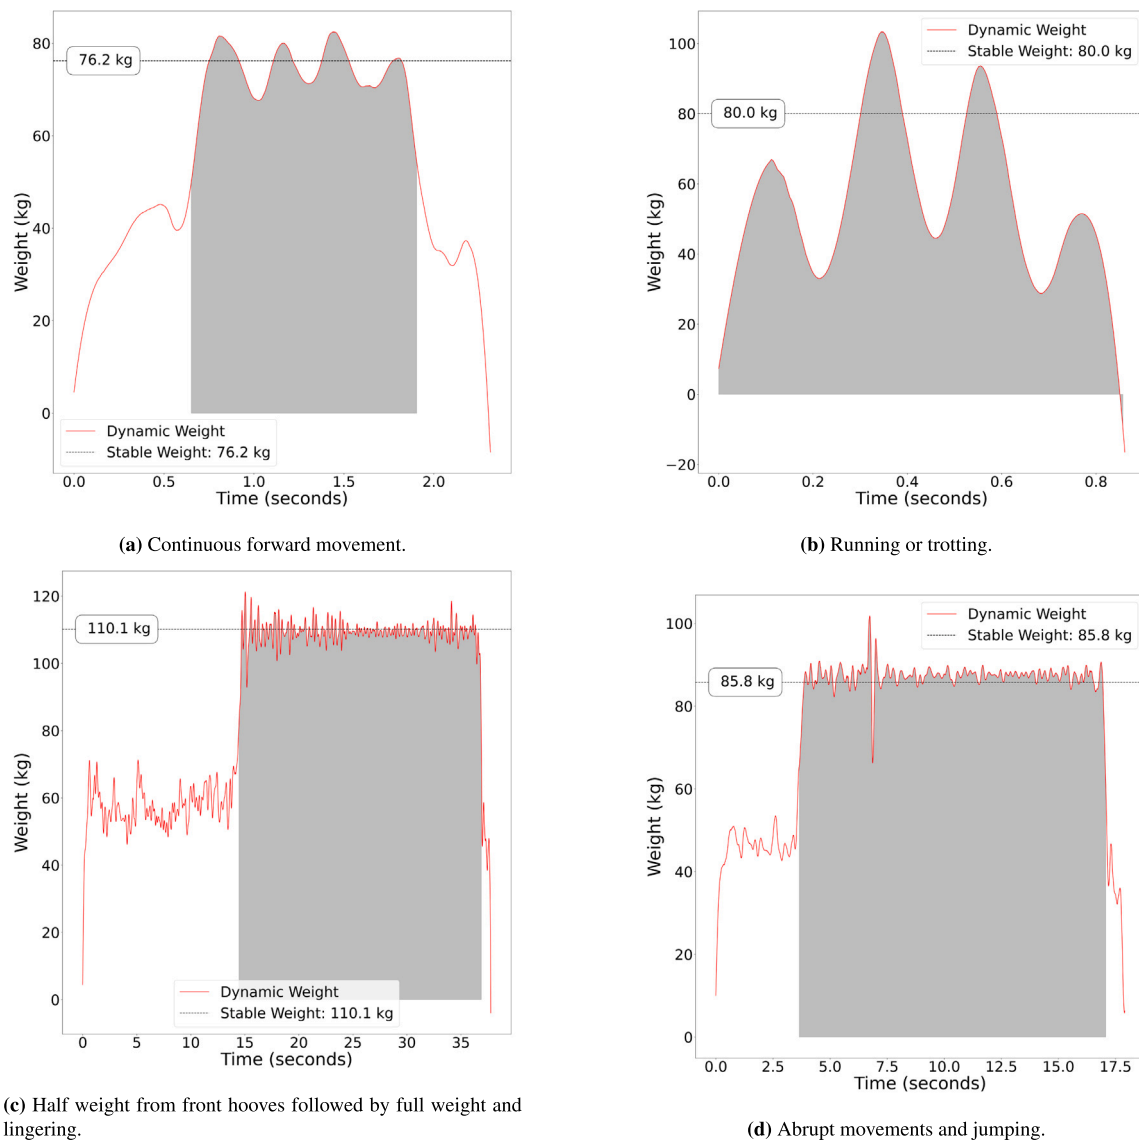 80
60
40
20
0
Weight (kg)
76.2 kg
Dynamic Weight
Stable Weight: 76.2 kg
0.0 0.5 1.0 1.5 2.0
Time (seconds)
(a) Continuous forward movement.
100
80
60
40
20
0
−20
Weight (kg)
80.0 kg
Dynamic Weight
Stable Weight: 80.0 kg
0.0 0.2 0.4 0.6 0.8
Time (seconds)
(b) Running or trotting.
120
100
80
60
40
20
0
Weight (kg)
110.1 kg
Dynamic Weight
Stable Weight: 110.1 kg
0 5 10 15 20 25 30 35
Time (seconds)
(c) Half weight from front hooves followed by full weight and
lingering.
100
80
60
40
20
0
Weight (kg)
85.8 kg
Dynamic Weight
Stable Weight: 85.8 kg
0.0 2.5 5.0 7.5 10.0 12.5 15.0 17.5
Time (seconds)
(d) Abrupt movements and jumping.